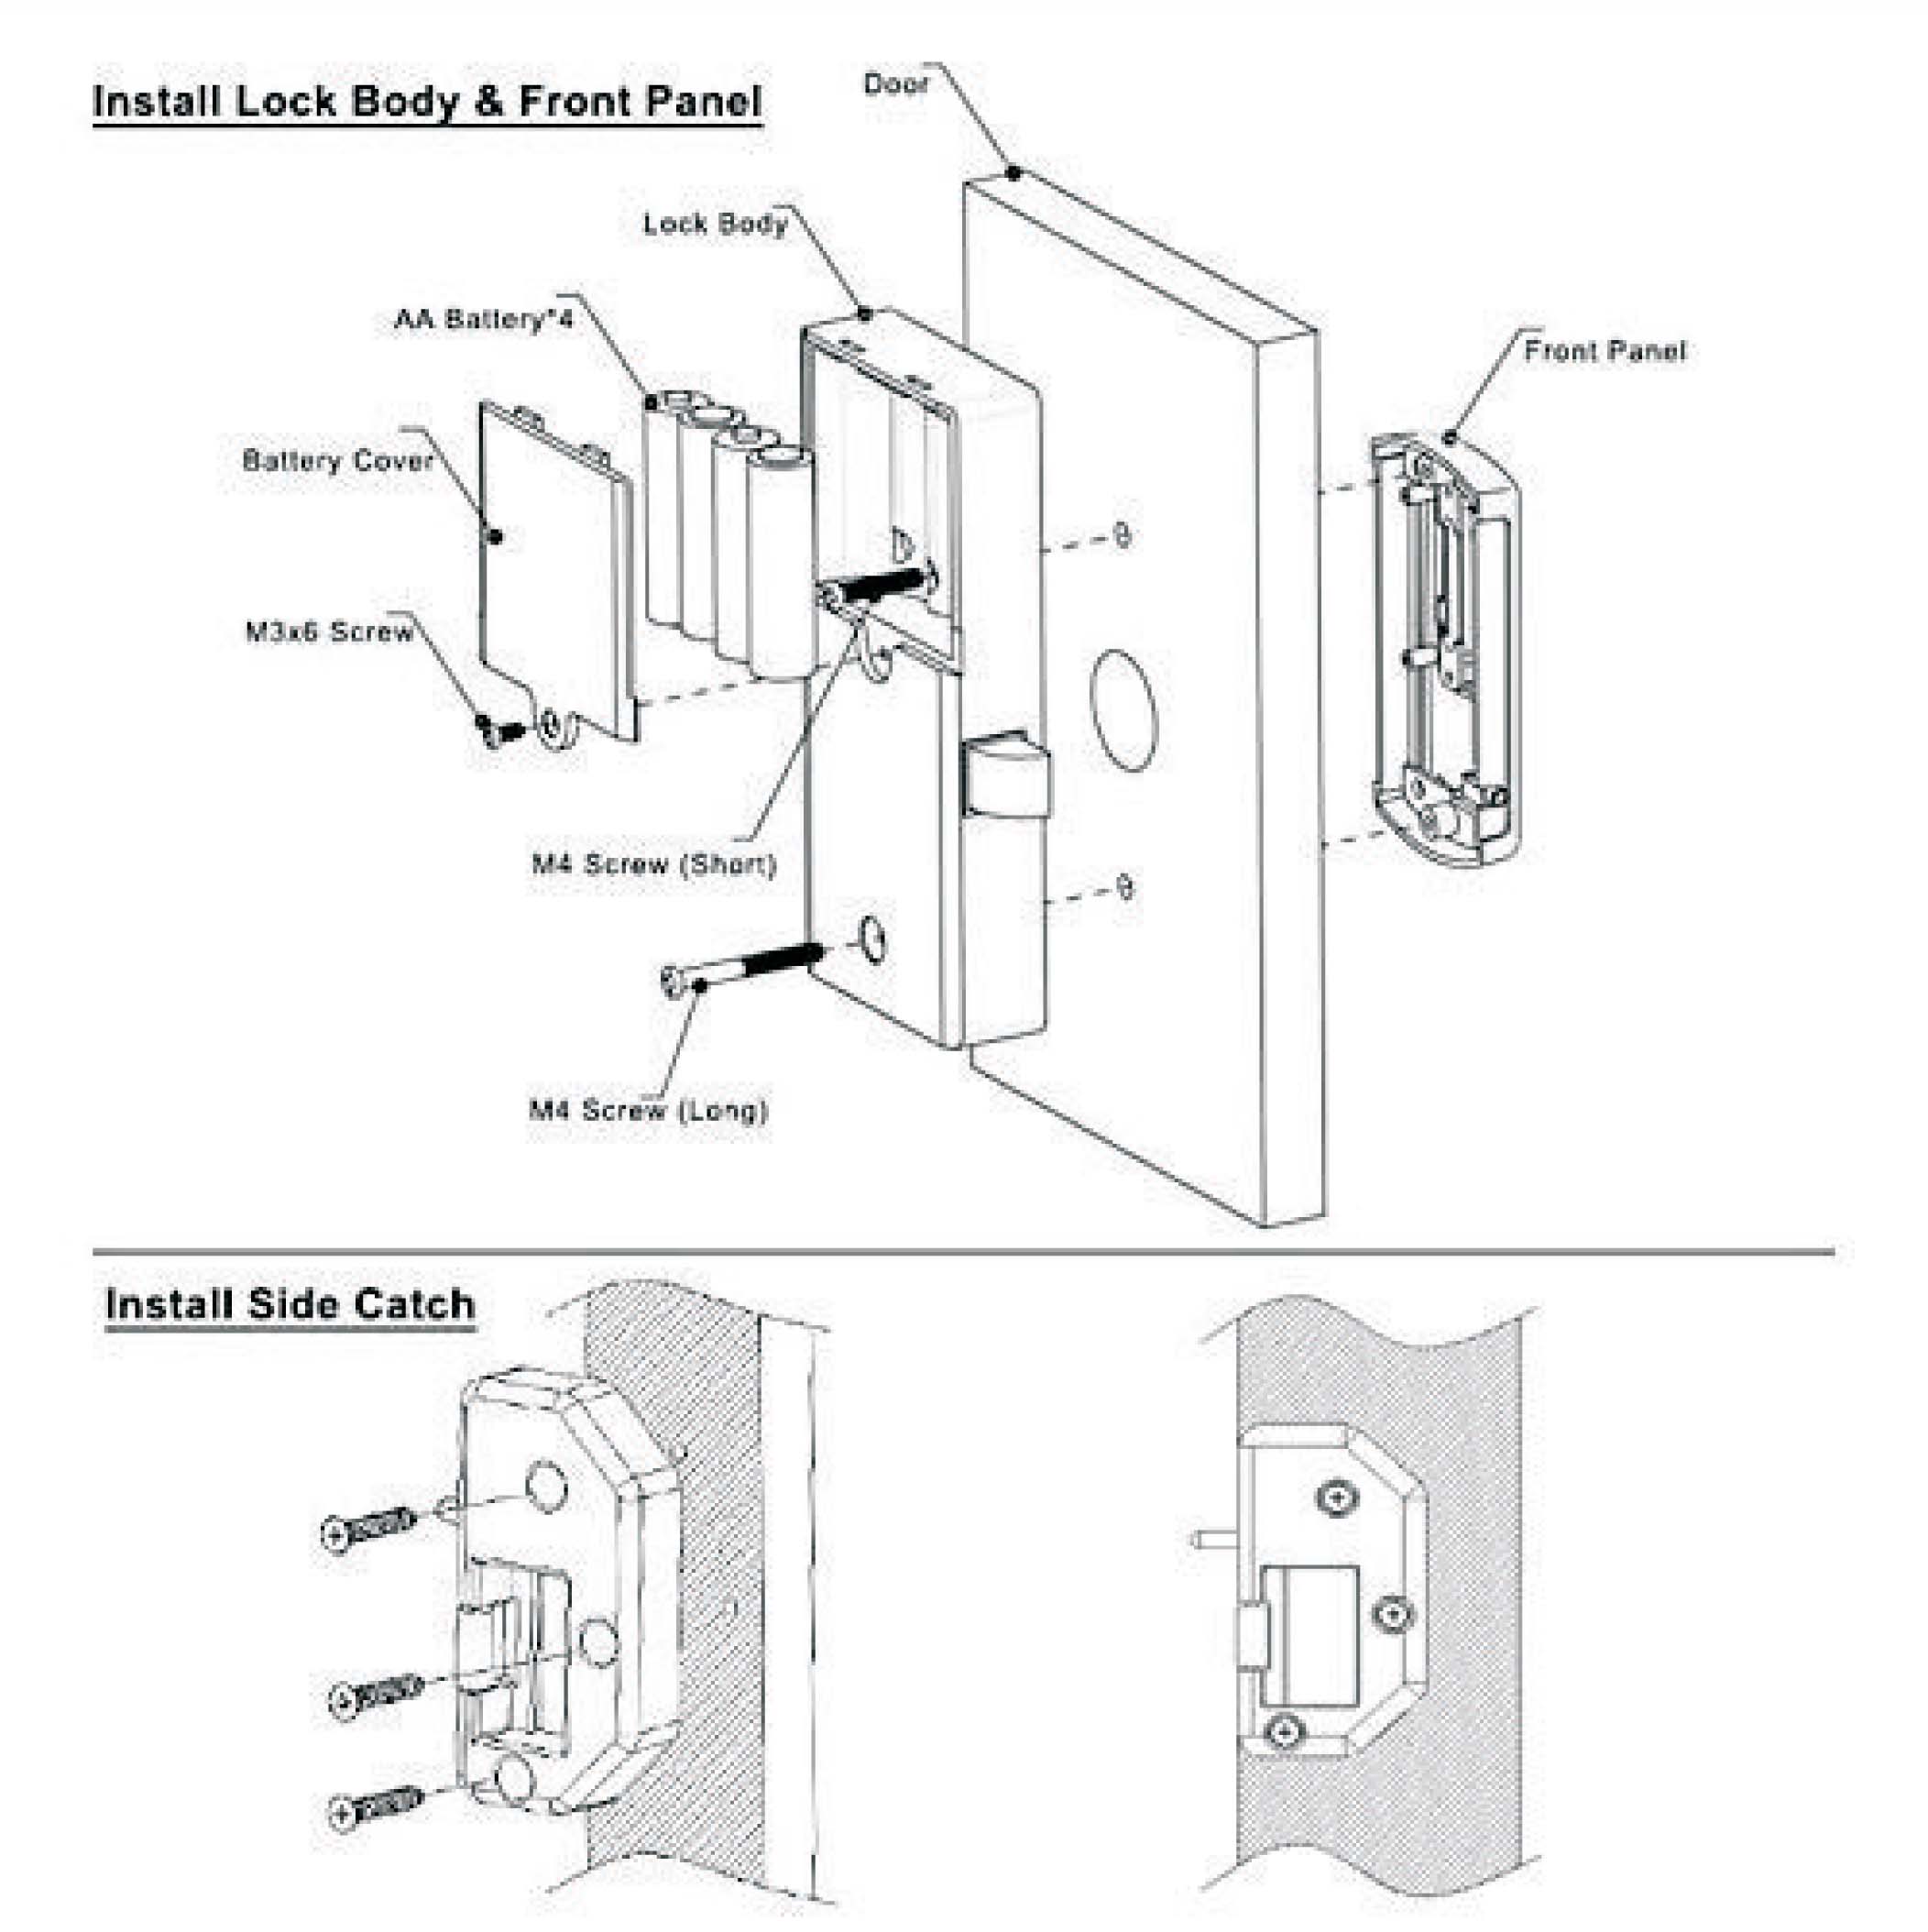 Install Lock Body & Front Panel
Door
Lock Body
AA Battery*4
Front Panel
Battery Cover
M3x6 Screw
M4 Screw (Short)
M4 Screw (Long)
Install Side Catch